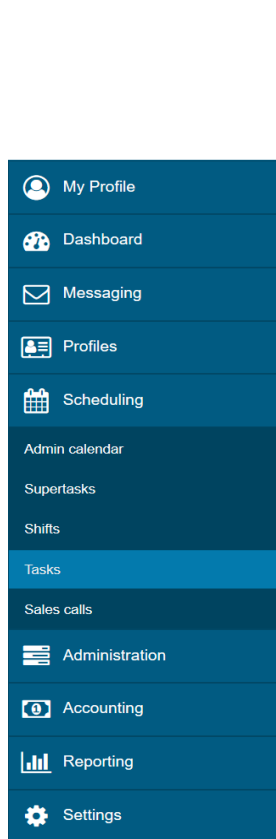 My Profile
Dashboard
Messaging
Profiles
Scheduling
Admin calendar
Supertasks
Shifts
Tasks
Sales calls
Administration
Accounting
Reporting
Settings